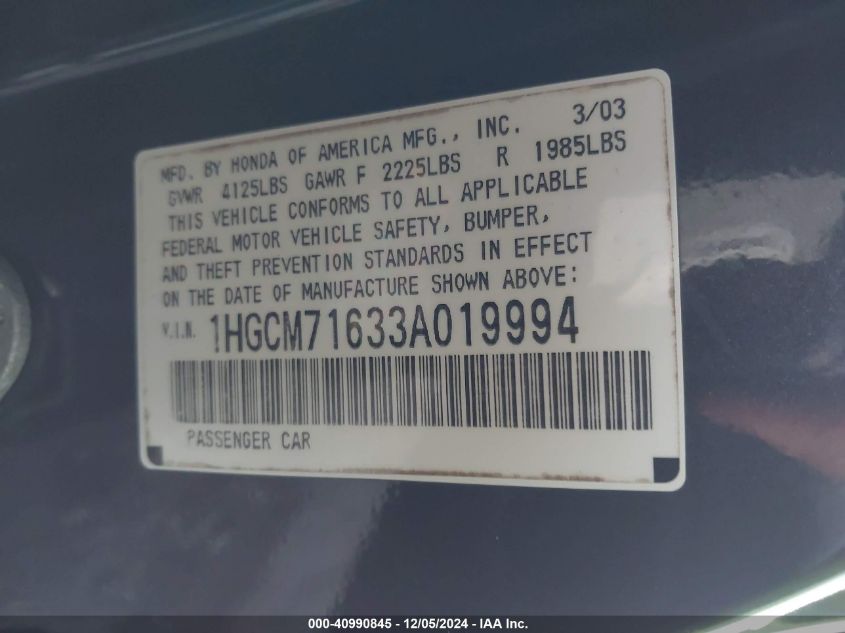 MFD. BY HONDA OF AMERICA MFG., INC. 3/03
GVWR 4125LBS GAWR F 2225LBS R 1985LBS
THIS VEHICLE CONFORMS TO ALL APPLICABLE
FEDERAL MOTOR VEHICLE SAFETY, BUMPER,
AND THEFT PREVENTION STANDARDS IN EFFECT
ON THE DATE OF MANUFACTURE SHOWN ABOVE:
V.I.N. 1HGCM71633A019994
PASSENGER CAR
000-40990845 - 12/05/2024 - IAA Inc.